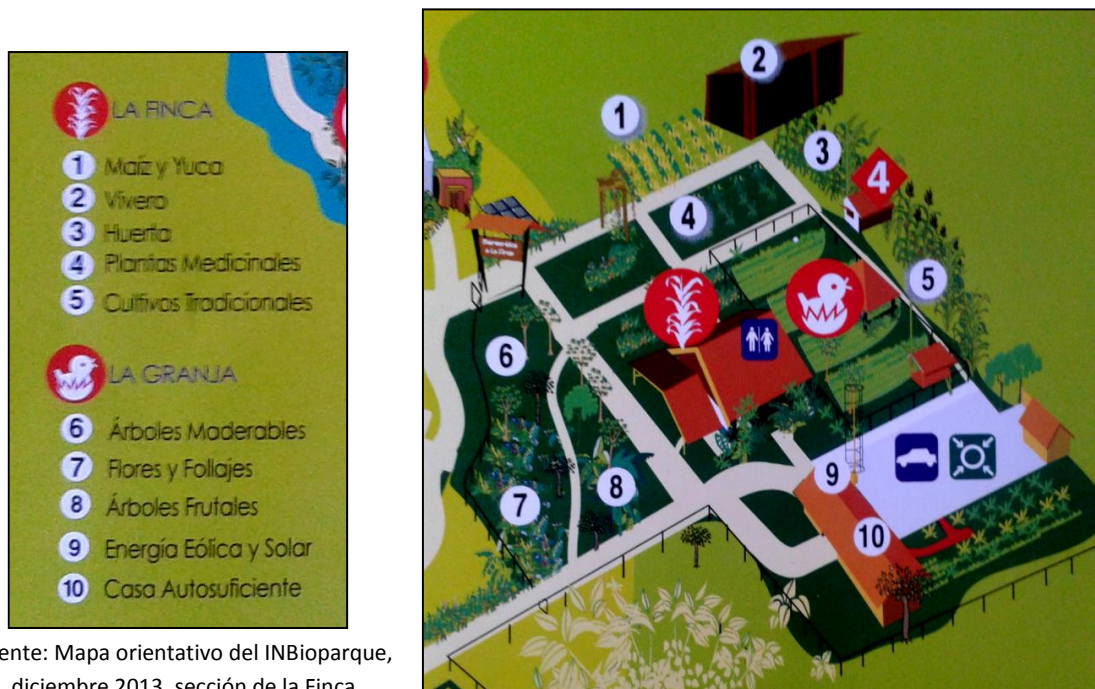 LA FINCA
1 Maíz y Yuca
2 Vivero
3 Huerta
4 Plantas Medicinales
5 Cultivos Tradicionales
LA GRANJA
6 Árboles Maderables
7 Flores y Follajes
8 Árboles Frutales
9 Energía Eólica y Solar
10 Casa Autosuficiente
ente: Mapa orientativo del INBioparque,
diciembre 2013, sección de la Finca
1
2
3
4
4
5
6
7
8
9
10